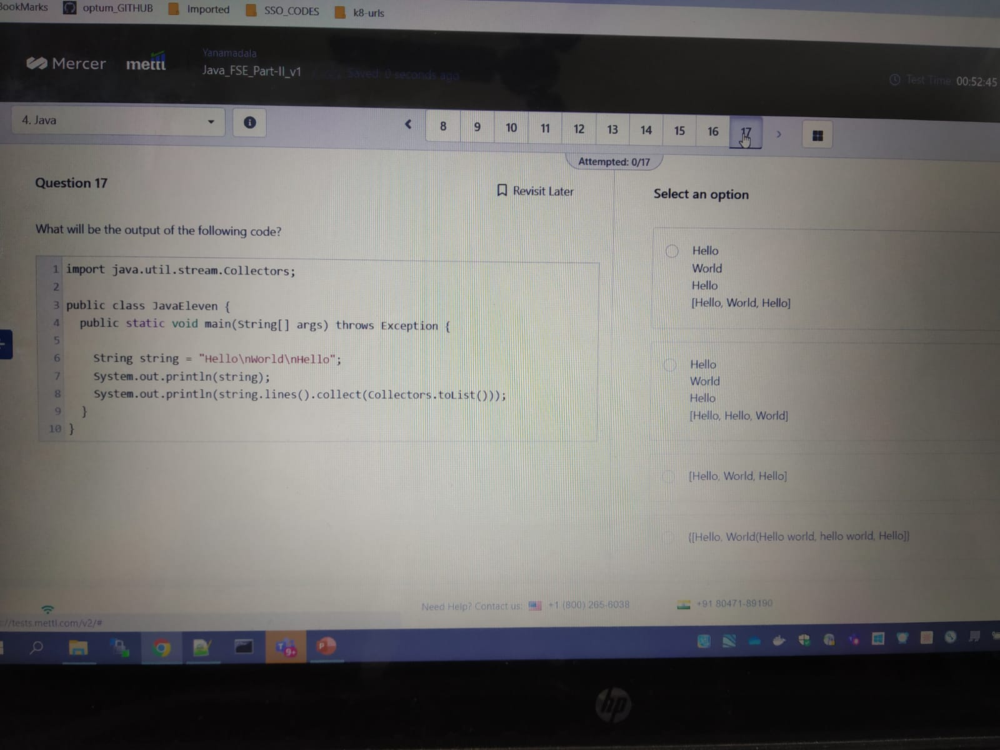 BookMarks optum_GITHUB Imported SSO_CODES k8-urls
Mercer mettl
Yanamadala
Java_FSE_Part-II_v1
Saved: 0 seconds ago
Test Time: 00:52:45
4. Java
8 9 10 11 12 13 14 15 16 17
Attempted: 0/17
Question 17
Revisit Later
What will be the output of the following code?
1 import java.util.stream.Collectors;
2
3 public class JavaEleven {
4 public static void main(String[] args) throws Exception {
5
6 String string = "Hello\nWorld\nHello";
7 System.out.println(string);
8 System.out.println(string.lines().collect(Collectors.toList()));
9 }
10 }
Select an option
Hello
World
Hello
[Hello, World, Hello]
Hello
World
Hello
[Hello, Hello, World]
[Hello, World, Hello]
{[Hello, World(Hello world, hello world, Hello]}
Need Help? Contact us: +1 (800) 265-6038 +91 80471-89190
://tests.mettl.com/v2/#
9+
hp